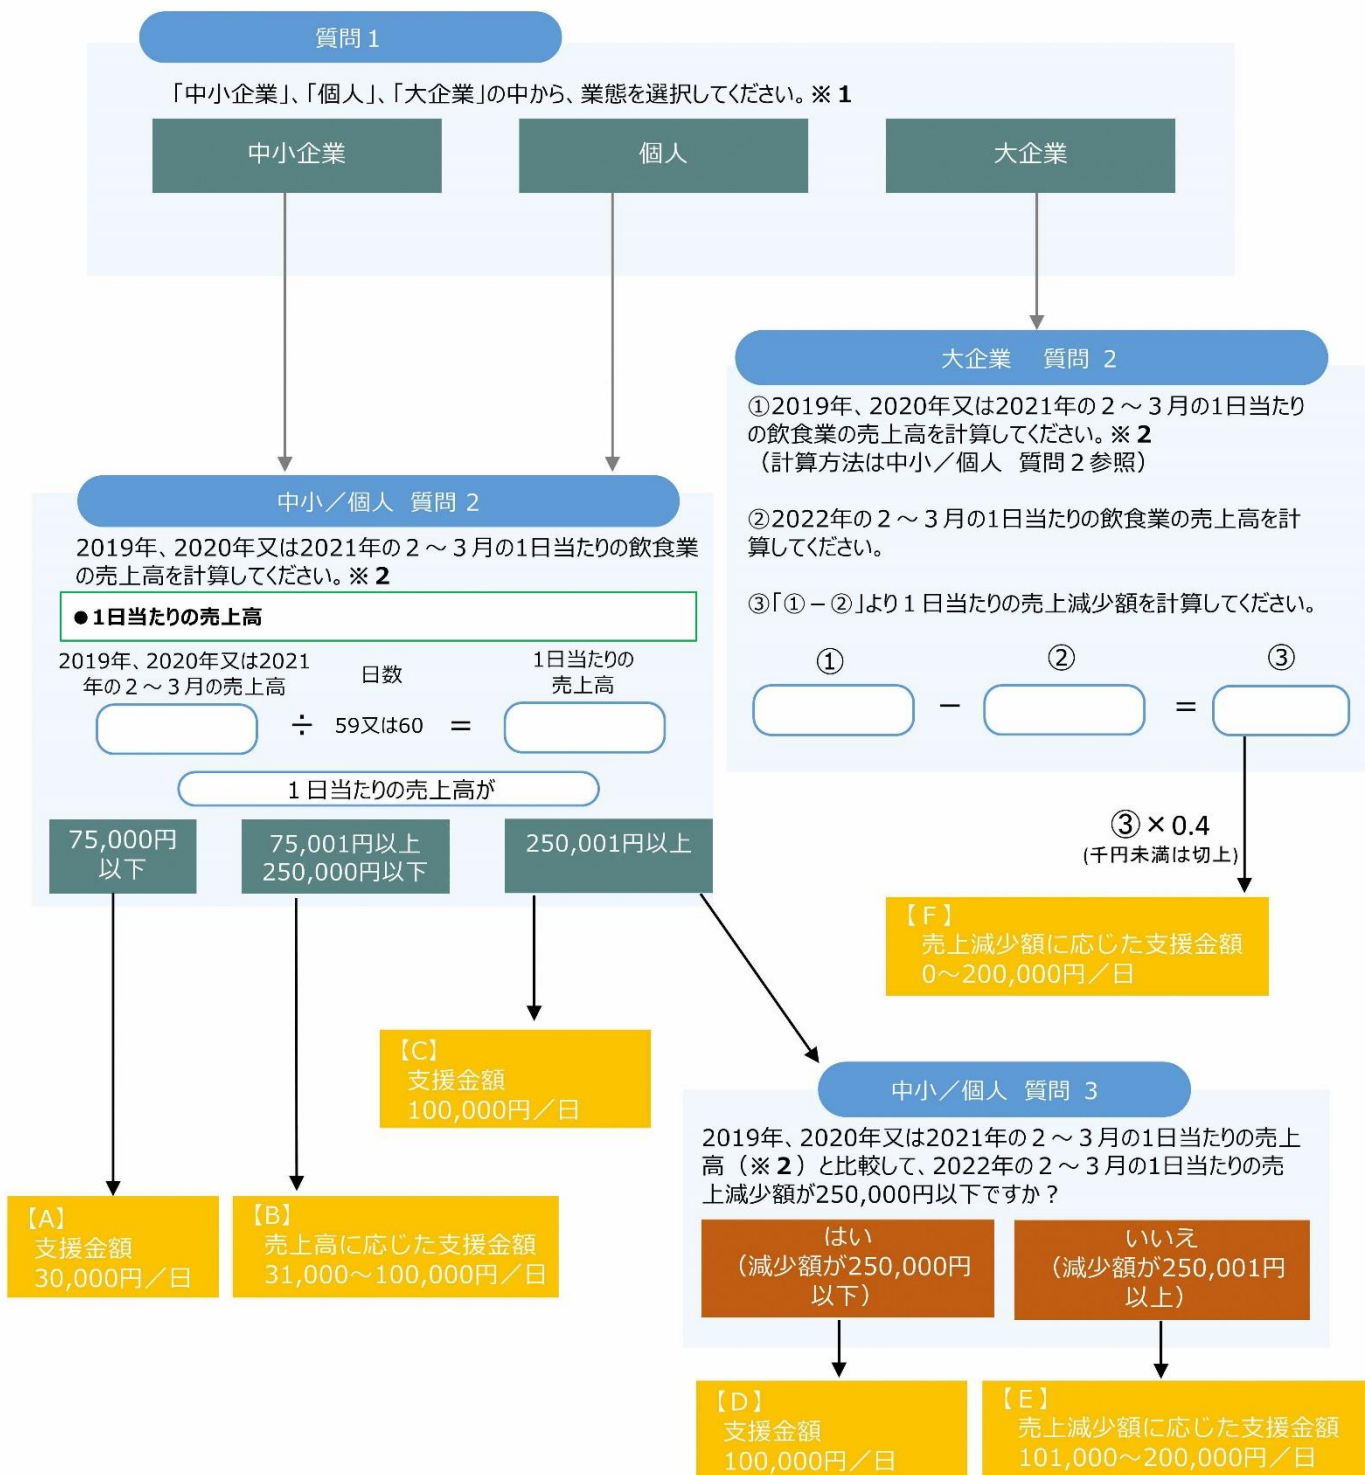 質問1
「中小企業」、「個人」、「大企業」の中から、業態を選択してください。※1
中小企業
個人
大企業
大企業　質問 2
①2019年、2020年又は2021年の２～３月の1日当たり
の飲食業の売上高を計算してください。※2
（計算方法は中小／個人 質問２参照）
②2022年の２～３月の1日当たりの飲食業の売上高を計
算してください。
③「①－②」より１日当たりの売上減少額を計算してください。
① ② ③
－ ＝
③×0.4
(千円未満は切上)
【F】
売上減少額に応じた支援金額
0～200,000円／日
中小／個人 質問 2
2019年、2020年又は2021年の２～３月の1日当たりの飲食業
の売上高を計算してください。※2
●1日当たりの売上高
2019年、2020年又は2021
年の２～３月の売上高
日数
1日当たりの
売上高
÷ 59又は60 ＝
１日当たりの売上高が
75,000円
以下
75,001円以上
250,000円以下
250,001円以上
【C】
支援金額
100,000円／日
【A】
支援金額
30,000円／日
【B】
売上高に応じた支援金額
31,000～100,000円／日
中小／個人 質問 3
2019年、2020年又は2021年の２～３月の1日当たりの売上
高（※2）と比較して、2022年の２～３月の1日当たりの売
上減少額が250,000円以下ですか？
はい
（減少額が250,000円
以下）
いいえ
（減少額が250,001円
以上）
【D】
支援金額
100,000円／日
【E】
売上減少額に応じた支援金額
101,000～200,000円／日